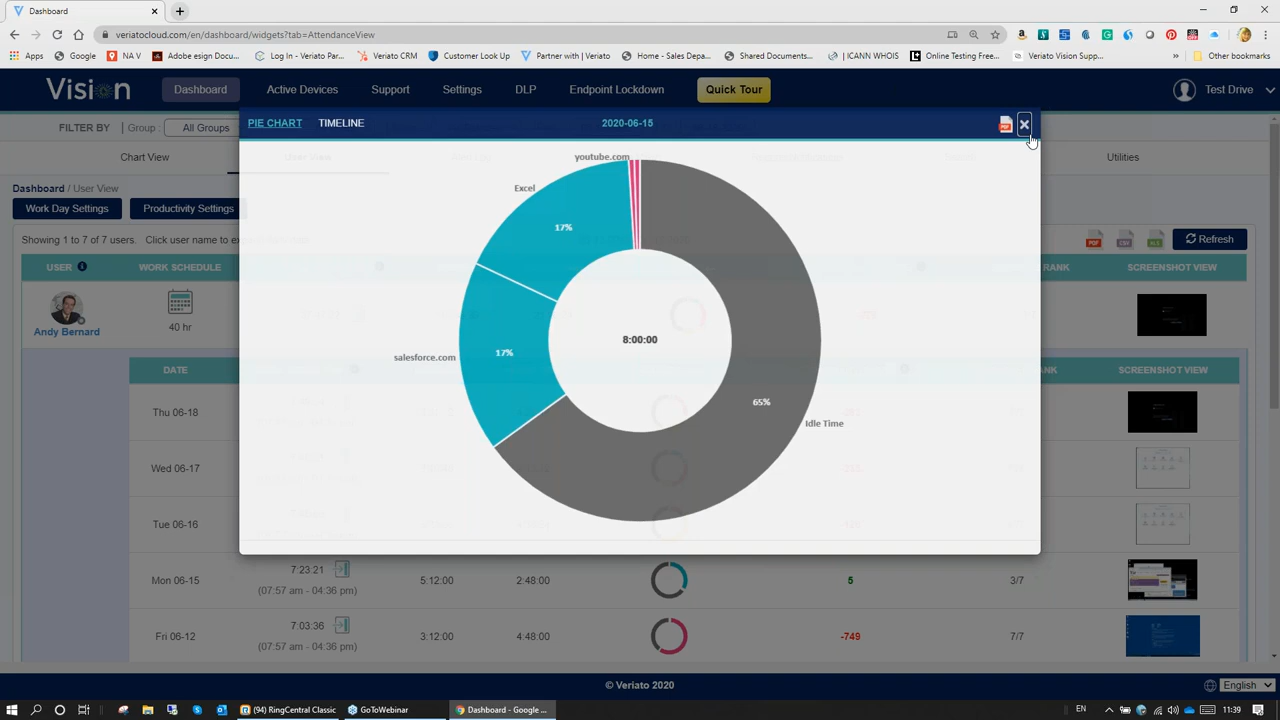 Dashboard
veriatocloud.com/en/dashboard/widgets?tab=AttendanceView
Apps Google NA V Adobe esign Docum... Log In - Veriato Par... Veriato CRM Customer Look Up Partner with | Veriato Home - Sales Depa... Shared Documents... | ICANN WHOIS Online Testing Free... Veriato Vision Supp... » Other bookmarks
Vision Dashboard Active Devices Support Settings DLP Endpoint Lockdown Quick Tour Test Drive
FILTER BY Group : All Groups
PIE CHART TIMELINE 2020-06-15
Chart View User View Utilities
Dashboard / User View
Work Day Settings Productivity Settings
Showing 1 to 7 of 7 users. Click user name to
Refresh
USER WORK SCHEDULE RANK SCREENSHOT VIEW
Andy Bernard
40 hr
youtube.com
Excel
17%
8:00:00
salesforce.com
17%
65%
Idle Time
DATE SCREENSHOT VIEW
Thu 06-18
Wed 06-17
Tue 06-16
Mon 06-15 7:23:21 (07:57 am - 04:36 pm) 5:12:00 2:48:00 5 3/7
Fri 06-12 7:03:36 (07:57 am - 04:36 pm) 3:12:00 4:48:00 -749 7/7
© Veriato 2020
English
(94) RingCentral Classic GoToWebinar Dashboard - Google ... EN 11:39